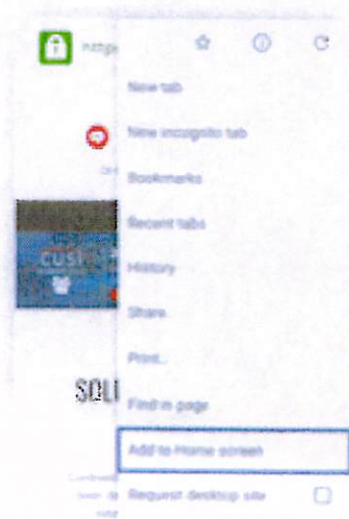 New tab
New incognito tab
Bookmarks
Recent tabs
History
Share...
Print...
SOLI
Find in page
Add to Home screen
Request desktop site